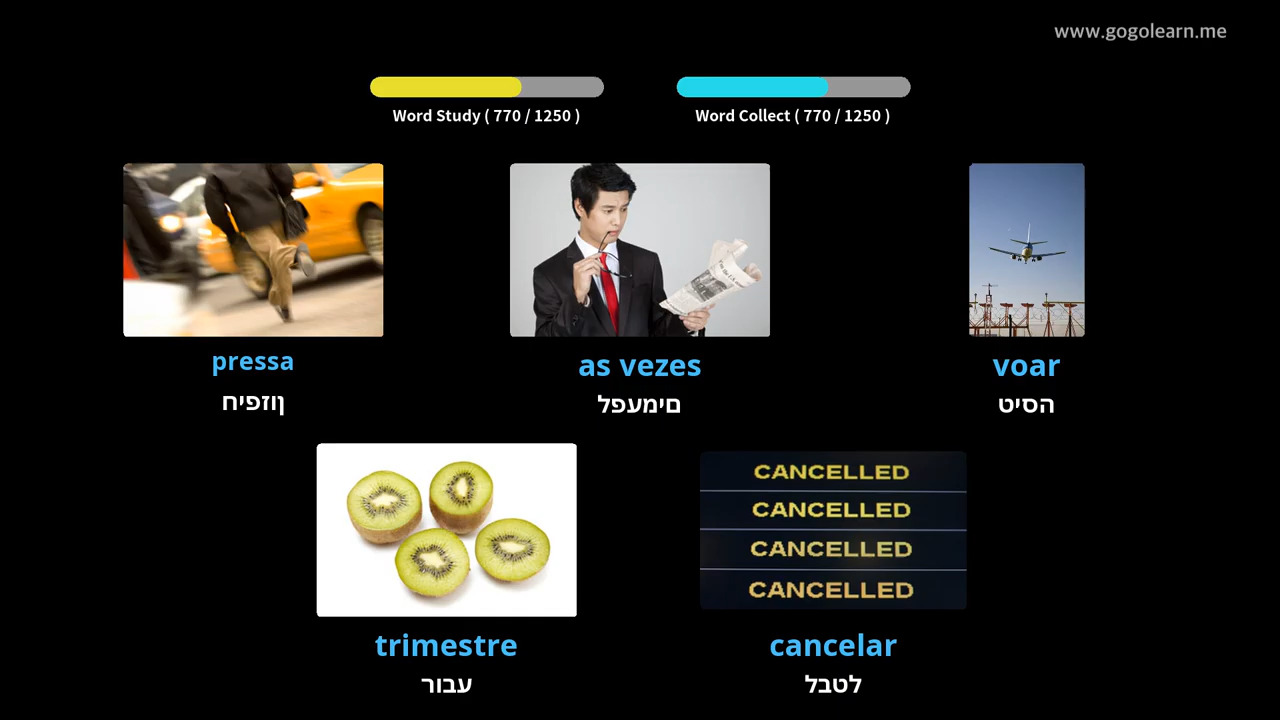 www.gogolearn.me
Word Study ( 770 / 1250 )
Word Collect ( 770 / 1250 )
pressa
ןוזפיח
as vezes
םימעפל
voar
הסיט
trimestre
עבור
CANCELLED
CANCELLED
CANCELLED
CANCELLED
cancelar
לטבל